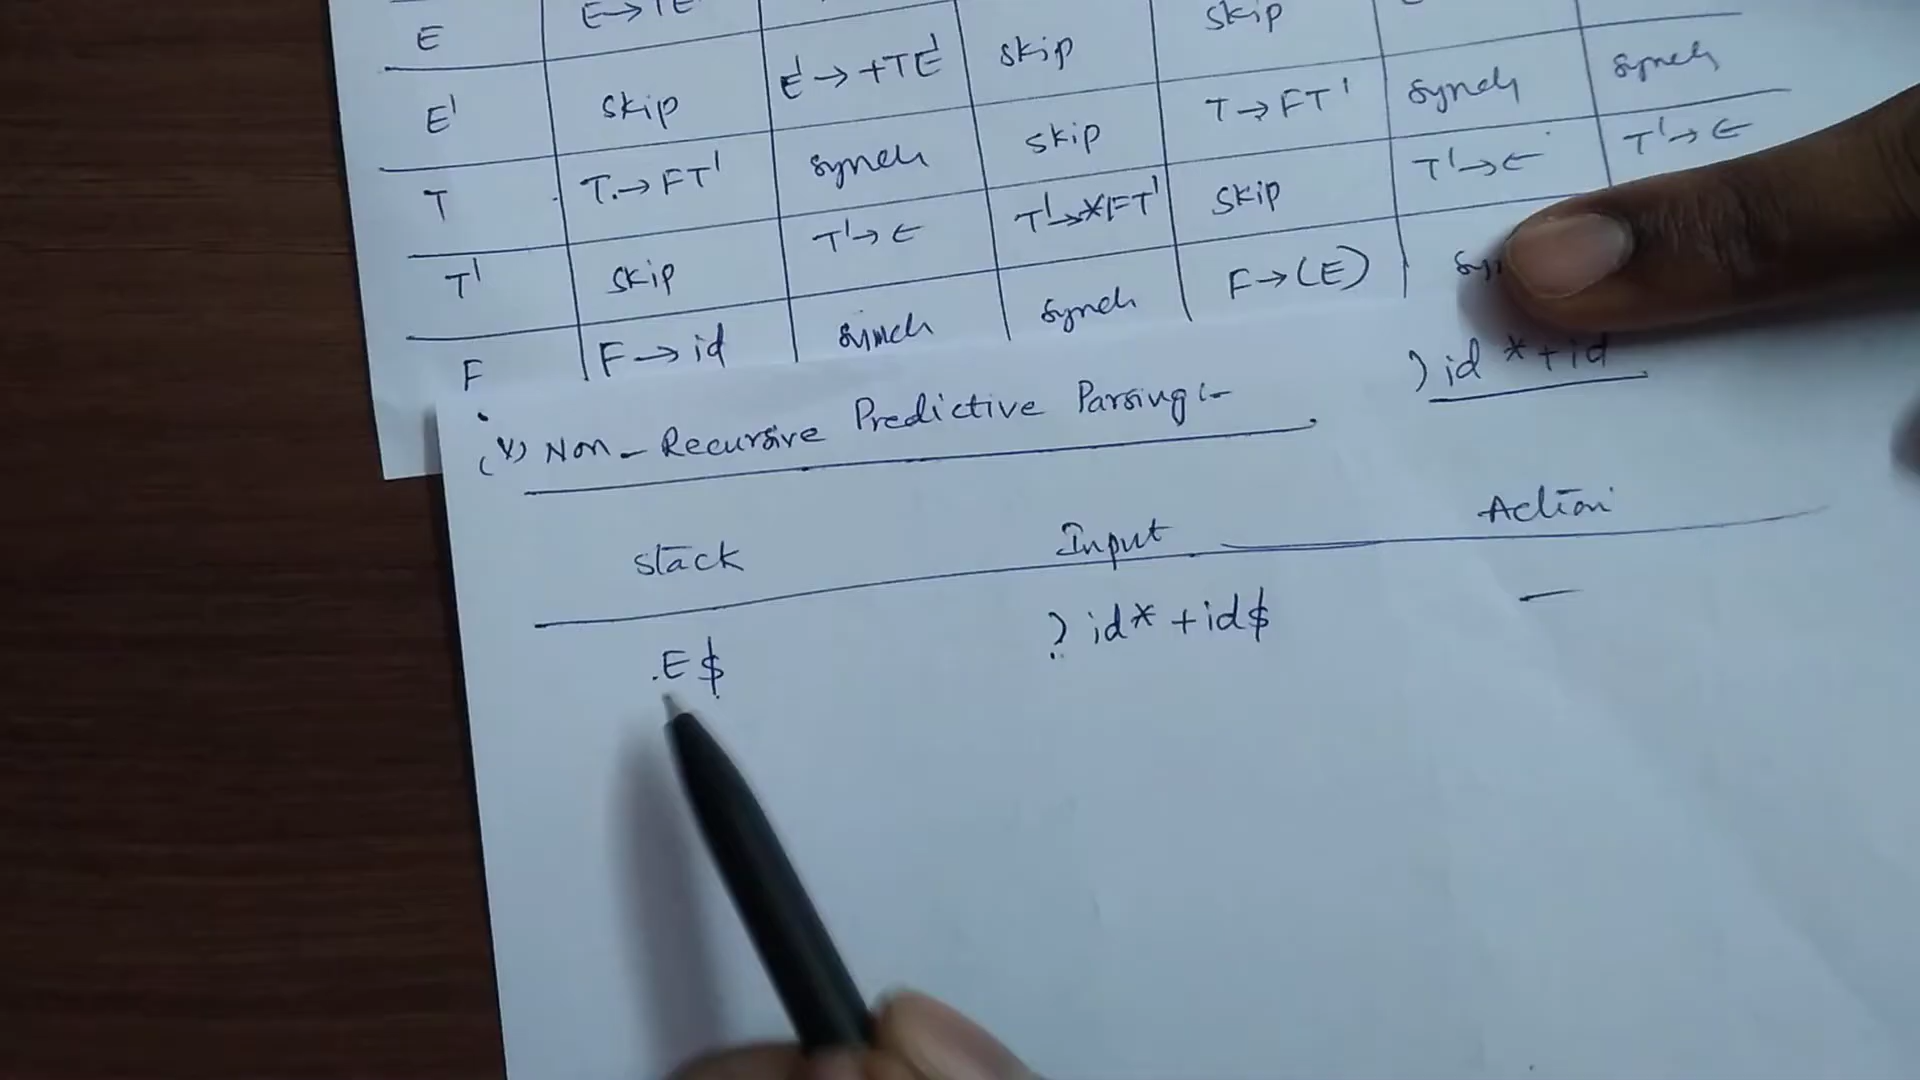 E E→TE' skip
E' skip E'→+TE' skip
T T→FT' synch skip T→FT' synch synch
T' skip T'→ϵ T'→*FT' skip T'→ϵ T'→ϵ
F F→id synch synch F→(E)
) id * + id
(v) Non-Recursive Predictive Parsing:-
Stack Input Action
E$ ) id* + id$ —